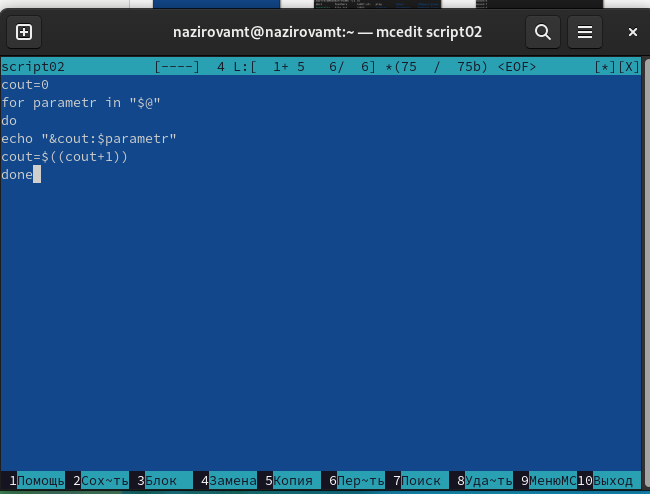 nazirovamt@nazirovamt:~ — mcedit script02
script02 [----] 4 L:[ 1+ 5 6/ 6] *(75 / 75b) <EOF> [*][X]
cout=0
for parametr in "$@"
do
echo "&cout:$parametr"
cout=$((cout+1))
done
1Помощь 2Сох~ть 3Блок 4Замена 5Копия 6Пер~ть 7Поиск 8Уда~ть 9МенюMC 10Выход